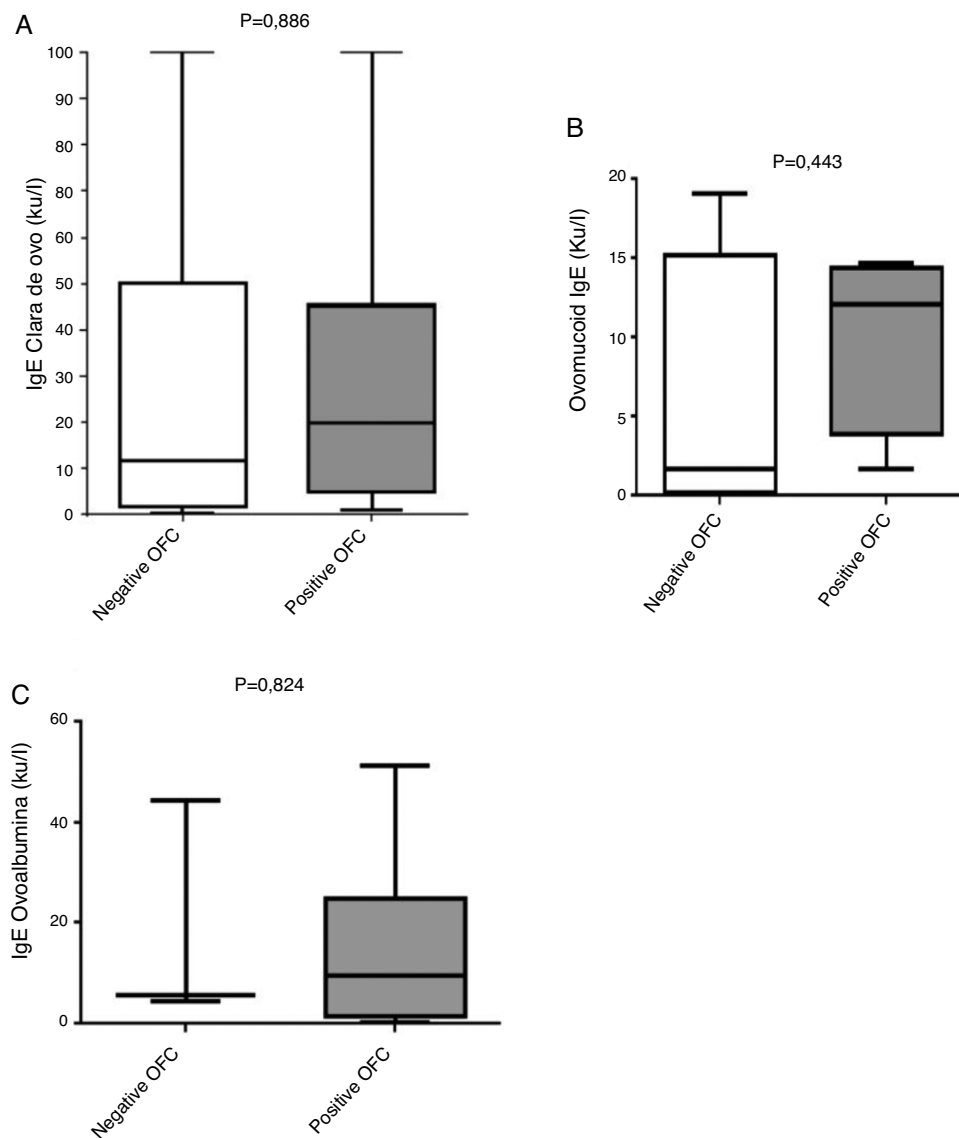 A
P=0,886
IgE Clara de ovo (ku/l)
100
90
80
80
60
50
40
30
20
10
0
Negative OFC
Positive OFC
B
P=0,443
Ovomucoid IgE (Ku/l)
20
15
10
5
0
Negative OFC
Positive OFC
C
P=0,824
IgE Ovoalbumina (ku/l)
60
40
20
0
Negative OFC
Positive OFC